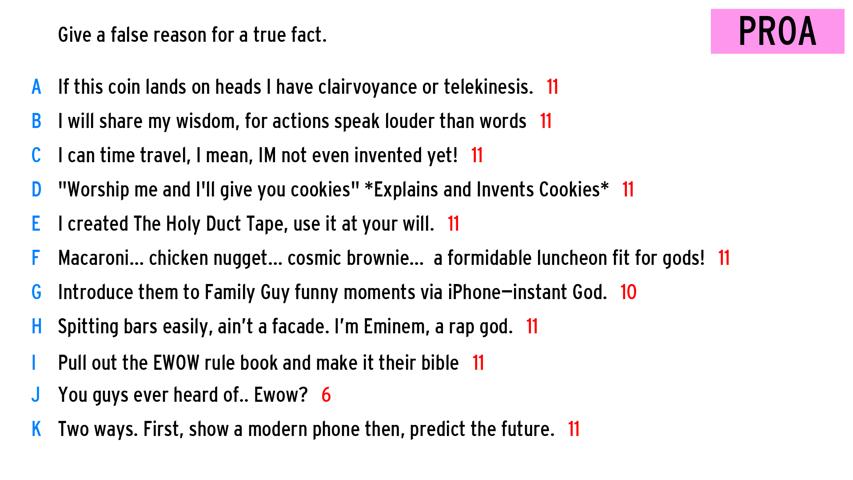 Give a false reason for a true fact.
PROA
A If this coin lands on heads I have clairvoyance or telekinesis. 11
B I will share my wisdom, for actions speak louder than words 11
C I can time travel, I mean, IM not even invented yet! 11
D "Worship me and I'll give you cookies" *Explains and Invents Cookies* 11
E I created The Holy Duct Tape, use it at your will. 11
F Macaroni... chicken nugget... cosmic brownie... a formidable luncheon fit for gods! 11
G Introduce them to Family Guy funny moments via iPhone—instant God. 10
H Spitting bars easily, ain’t a facade. I’m Eminem, a rap god. 11
I Pull out the EWOW rule book and make it their bible 11
J You guys ever heard of.. Ewow? 6
K Two ways. First, show a modern phone then, predict the future. 11